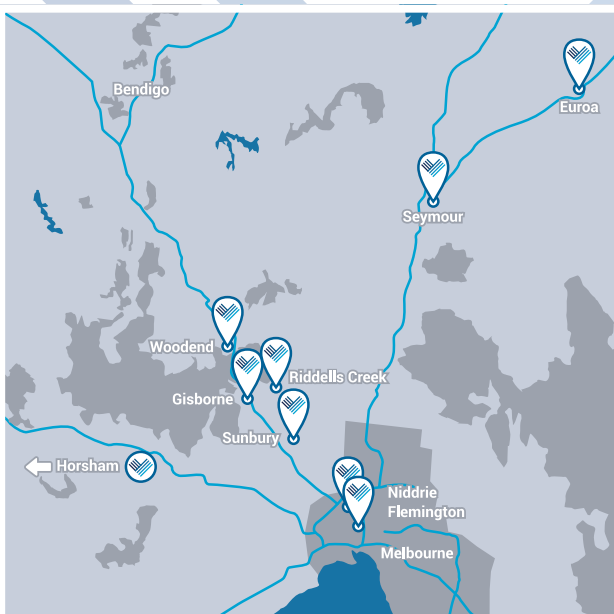 Bendigo
Euroa
Seymour
Woodend
Riddells Creek
Gisborne
Sunbury
Horsham
Niddrie
Flemington
Melbourne